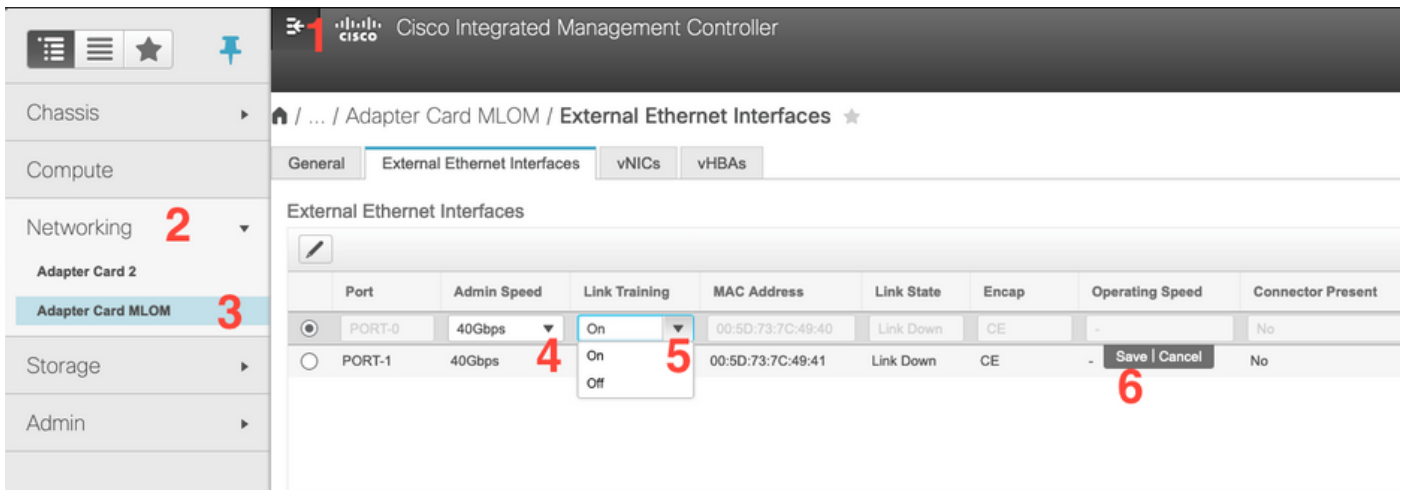 1 cisco Cisco Integrated Management Controller
Chassis
Compute
Networking 2
Adapter Card 2
Adapter Card MLOM 3
Storage
Admin
/ ... / Adapter Card MLOM / External Ethernet Interfaces
General External Ethernet Interfaces vNICs vHBAs
External Ethernet Interfaces
Port Admin Speed Link Training MAC Address Link State Encap Operating Speed Connector Present
PORT-0 40Gbps On 00:5D:73:7C:49:40 Link Down CE - No
4 5
PORT-1 40Gbps On 00:5D:73:7C:49:41 Link Down CE - Save | Cancel No
Off
6